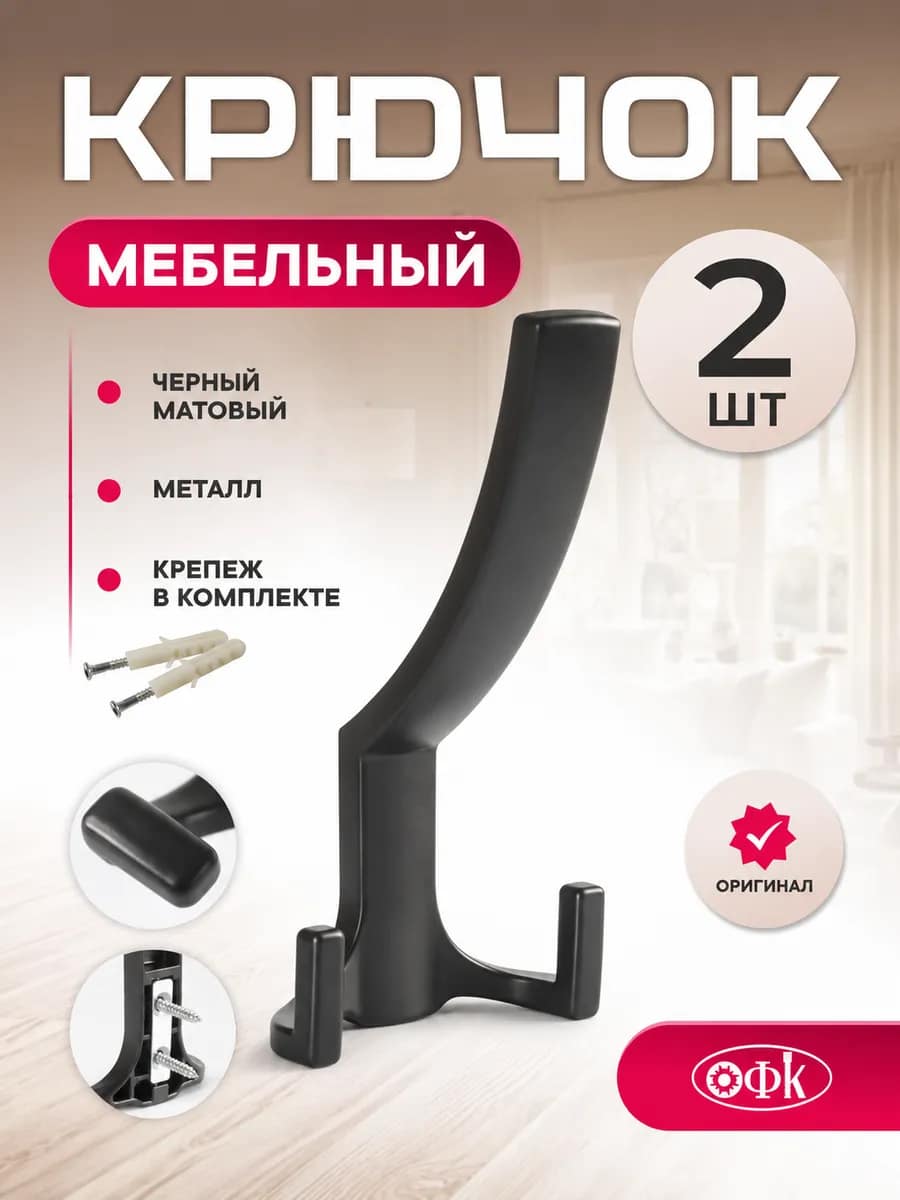 КРЮЧОК
МЕБЕЛЬНЫЙ
2
ШТ
ЧЕРНЫЙ
МАТОВЫЙ
МЕТАЛЛ
КРЕПЕЖ
В КОМПЛЕКТЕ
ОРИГИНАЛ
ОФК